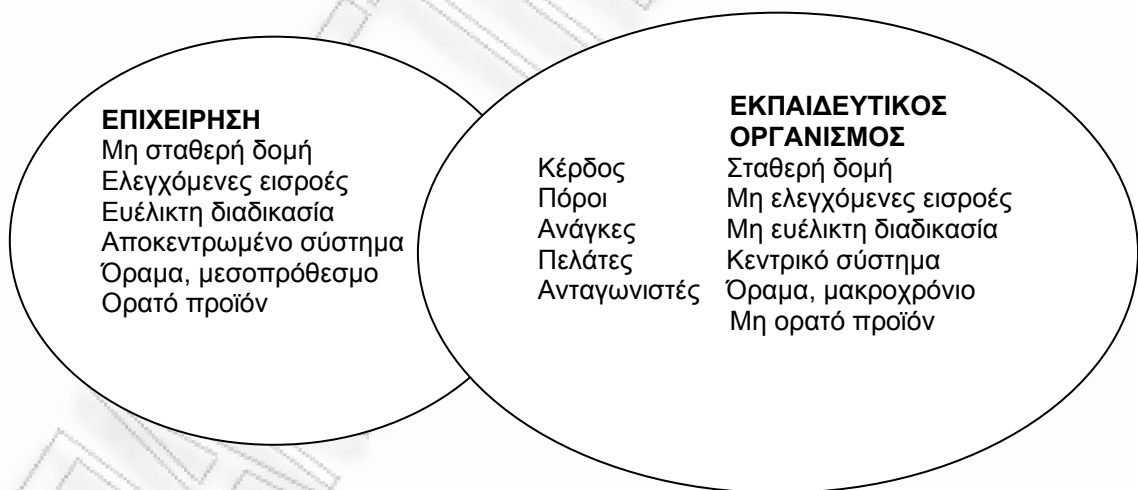 ΕΠΙΧΕΙΡΗΣΗ
Μη σταθερή δομή
Ελεγχόμενες εισροές
Ευέλικτη διαδικασία
Αποκεντρωμένο σύστημα
Όραμα, μεσοπρόθεσμο
Ορατό προϊόν
Κέρδος
Πόροι
Ανάγκες
Πελάτες
Ανταγωνιστές
ΕΚΠΑΙΔΕΥΤΙΚΟΣ
ΟΡΓΑΝΙΣΜΟΣ
Σταθερή δομή
Μη ελεγχόμενες εισροές
Μη ευέλικτη διαδικασία
Κεντρικό σύστημα
Όραμα, μακροχρόνιο
Μη ορατό προϊόν